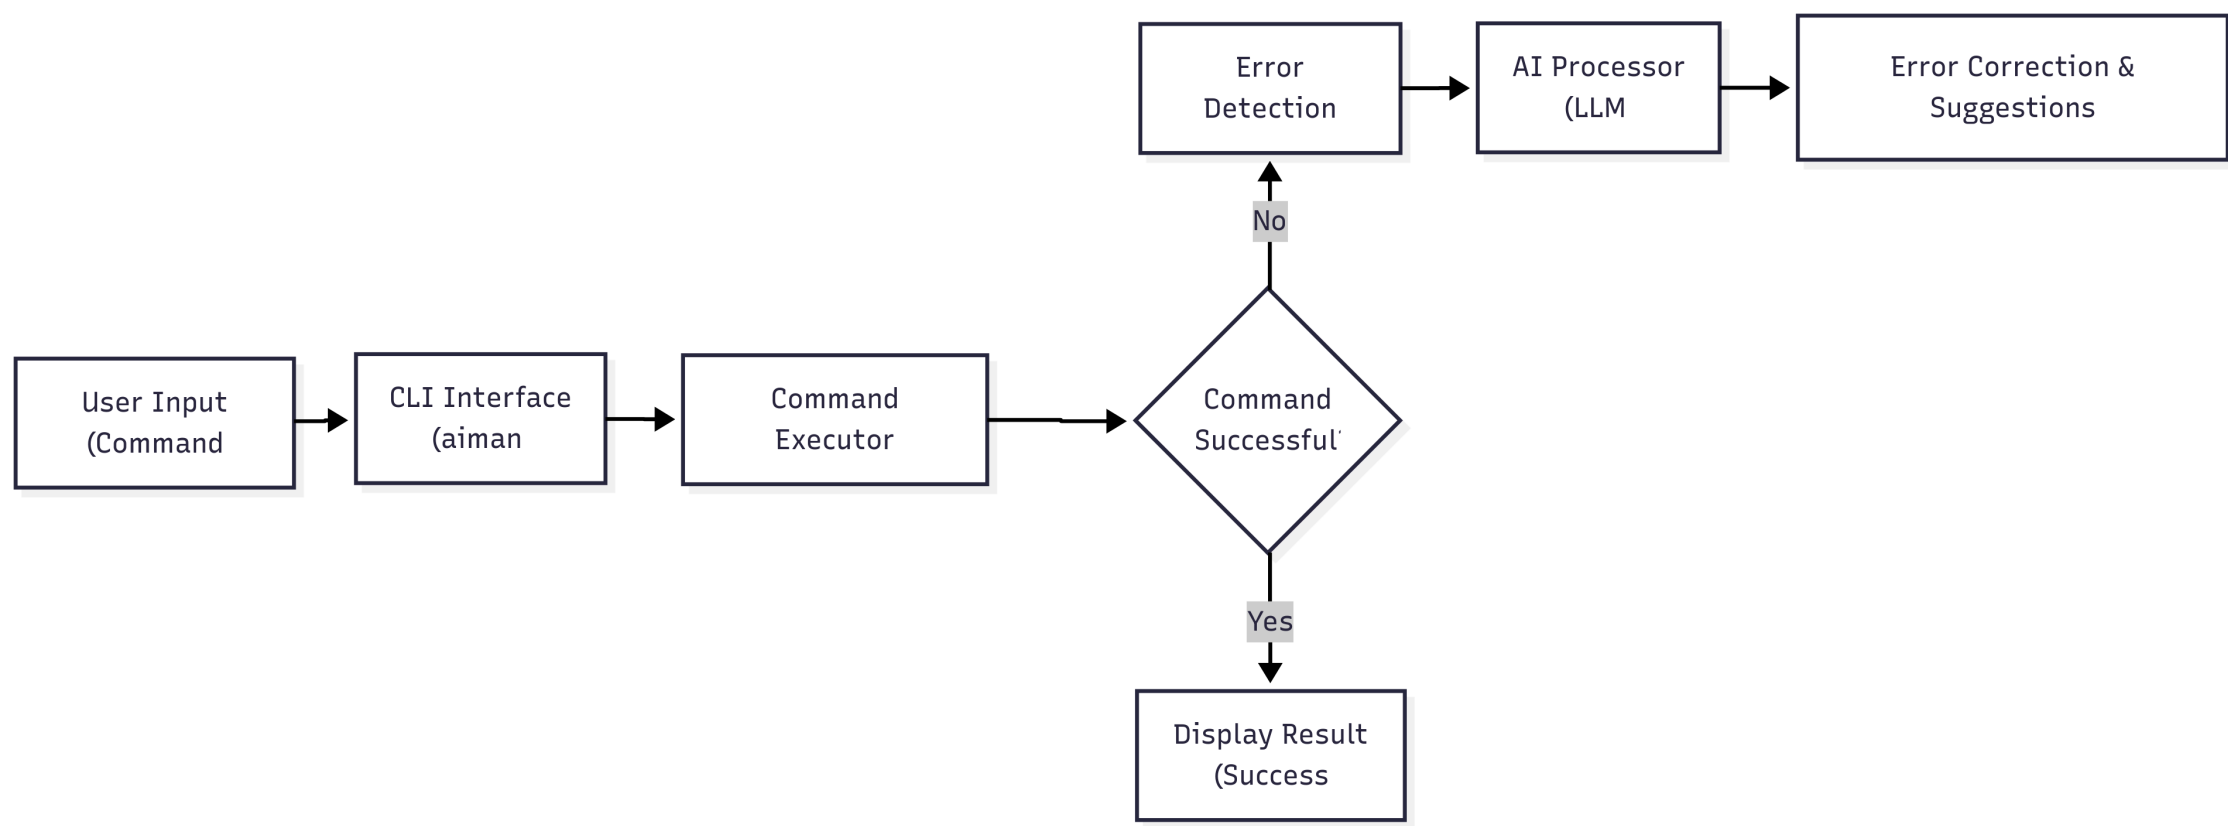 Error
Detection
AI Processor
(LLM
Error Correction &
Suggestions
No
User Input
(Command
CLI Interface
(aiman
Command
Executor
Command
Successful
Yes
Display Result
(Success